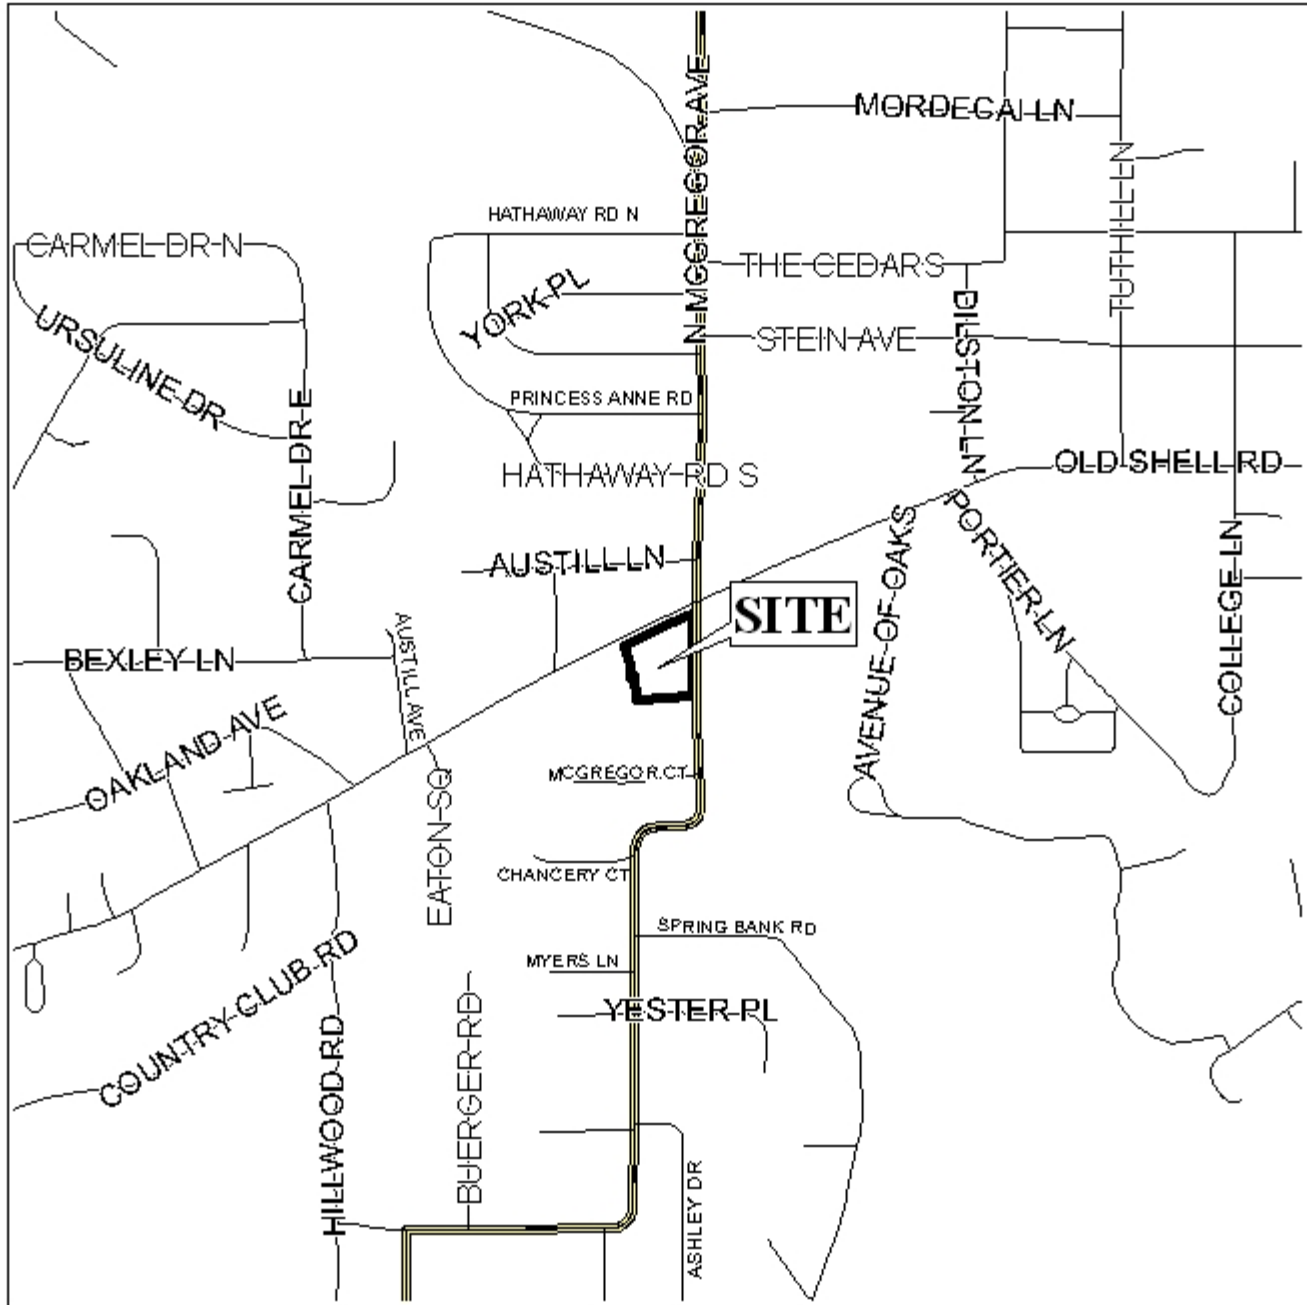 N MCGREGOR AVE
MORDECAI LN
TUTHILL LN
HATHAWAY RD N
CARMEL DR N
THE CEDARS
YORK PL
DILSTON LN
URSULINE DR
STEIN AVE
PRINCESS ANNE RD
CARMEL DR E
HATHAWAY RD S
OLD SHELL RD
AUSTILL LN
AVENUE OF OAKS
PORTIER LN
COLLEGE LN
SITE
AUSTILL AVE
BEXLEY LN
OAKLAND AVE
MCGREGOR CT
EATON SQ
CHANCERY CT
SPRING BANK RD
COUNTRY CLUB RD
MYERS LN
YESTER PL
HILLWOOD RD
BUERGER RD
ASHLEY DR